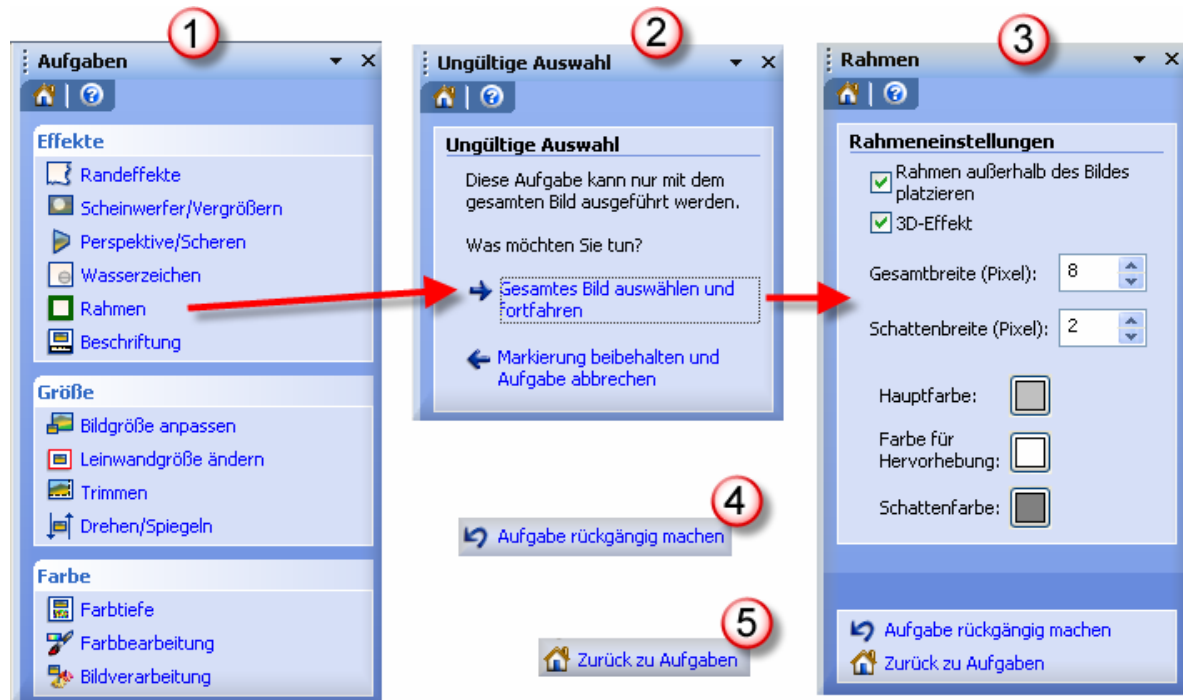 1
Aufgaben
Effekte
Randeffekte
Scheinwerfer/Vergrößern
Perspektive/Scheren
Wasserzeichen
Rahmen
Beschriftung
Größe
Bildgröße anpassen
Leinwandgröße ändern
Trimmen
Drehen/Spiegeln
Farbe
Farbtiefe
Farbbearbeitung
Bildverarbeitung
2
Ungültige Auswahl
Ungültige Auswahl
Diese Aufgabe kann nur mit dem
gesamten Bild ausgeführt werden.
Was möchten Sie tun?
Gesamtes Bild auswählen und
fortfahren
Markierung beibehalten und
Aufgabe abbrechen
4
Aufgabe rückgängig machen
5
Zurück zu Aufgaben
3
Rahmen
Rahmeneinstellungen
Rahmen außerhalb des Bildes
platzieren
3D-Effekt
Gesamtbreite (Pixel): 8
Schattenbreite (Pixel): 2
Hauptfarbe:
Farbe für
Hervorhebung:
Schattenfarbe:
Aufgabe rückgängig machen
Zurück zu Aufgaben